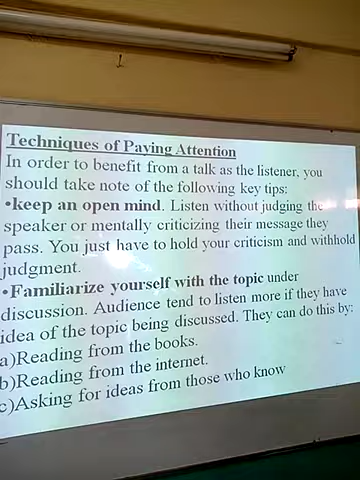 Techniques of Paying Attention
In order to benefit from a talk as the listener, you
should take note of the following key tips:
•keep an open mind. Listen without judging the
speaker or mentally criticizing their message they
pass. You just have to hold your criticism and withhold
judgment.
•Familiarize yourself with the topic under
discussion. Audience tend to listen more if they have
idea of the topic being discussed. They can do this by:
a)Reading from the books.
b)Reading from the internet.
c)Asking for ideas from those who know